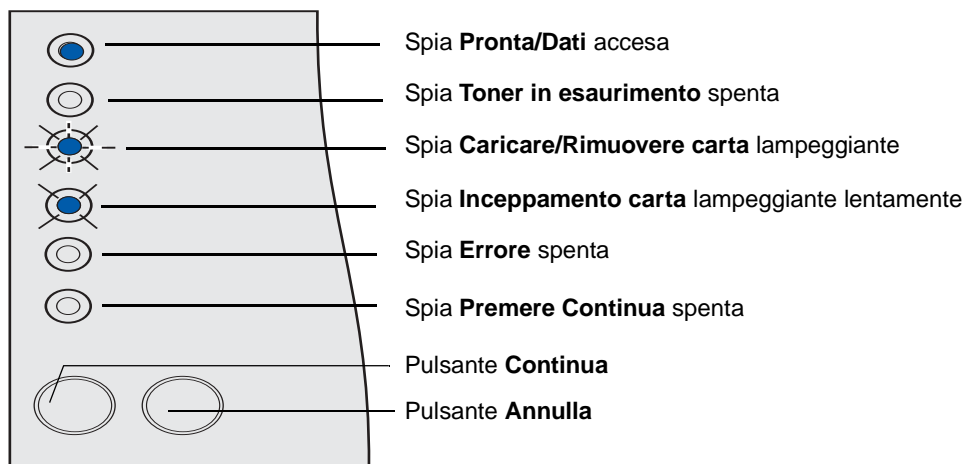 Spia Pronta/Dati accesa
Spia Toner in esaurimento spenta
Spia Caricare/Rimuovere carta lampeggiante
Spia Inceppamento carta lampeggiante lentamente
Spia Errore spenta
Spia Premere Continua spenta
Pulsante Continua
Pulsante Annulla